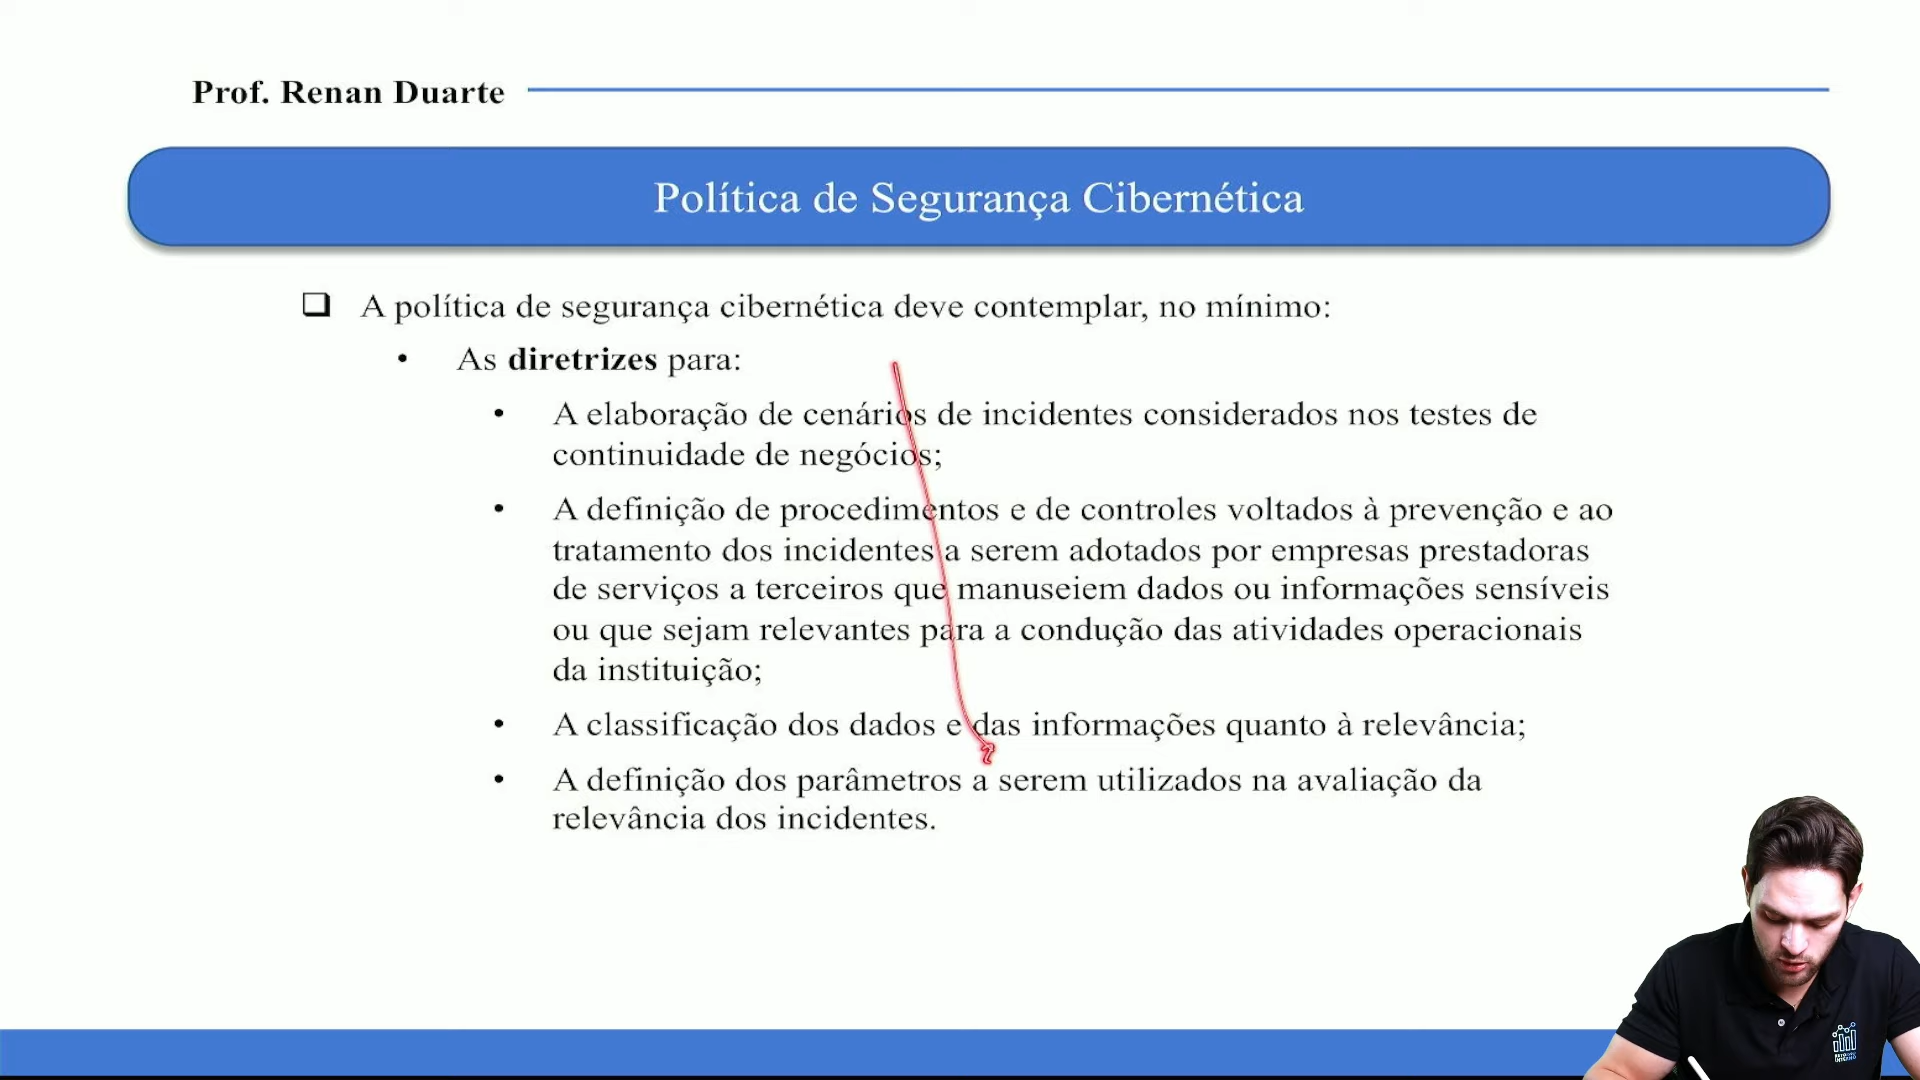 Prof. Renan Duarte
Política de Segurança Cibernética
❑ A política de segurança cibernética deve contemplar, no mínimo:
• As diretrizes para:
• A elaboração de cenários de incidentes considerados nos testes de
continuidade de negócios;
• A definição de procedimentos e de controles voltados à prevenção e ao
tratamento dos incidentes a serem adotados por empresas prestadoras
de serviços a terceiros que manuseiem dados ou informações sensíveis
ou que sejam relevantes para a condução das atividades operacionais
da instituição;
• A classificação dos dados e das informações quanto à relevância;
• A definição dos parâmetros a serem utilizados na avaliação da
relevância dos incidentes.